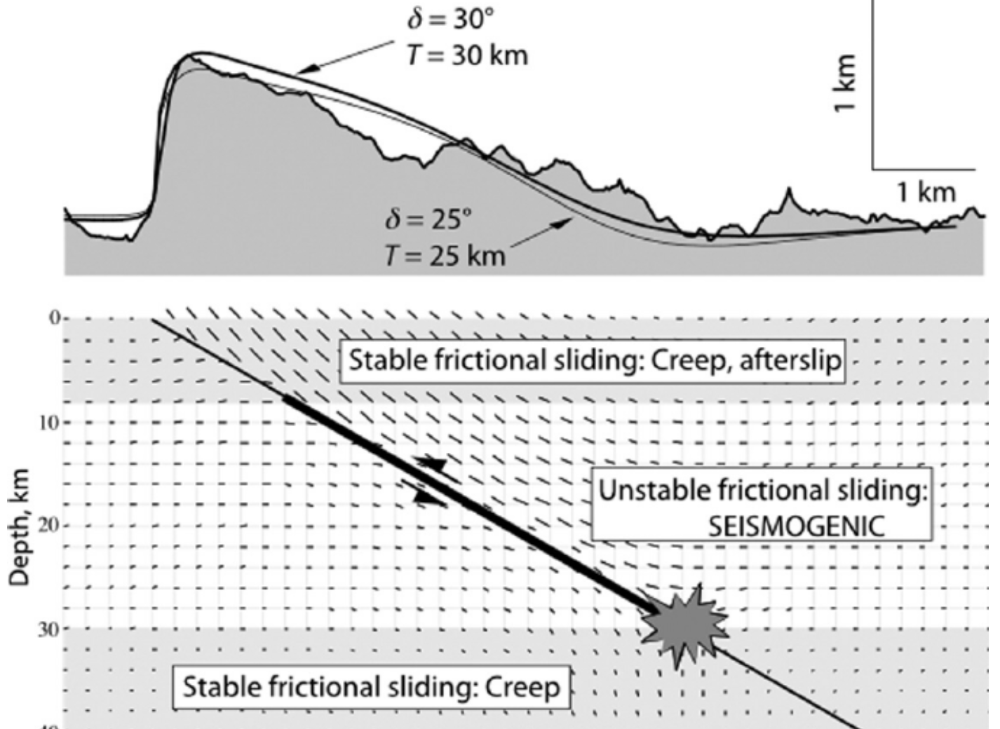 δ = 30°
T = 30 km
1 km
1 km
δ = 25°
T = 25 km
0
Stable frictional sliding: Creep, afterslip
10
Unstable frictional sliding:
SEISMOGENIC
Depth, km
20
30
Stable frictional sliding: Creep